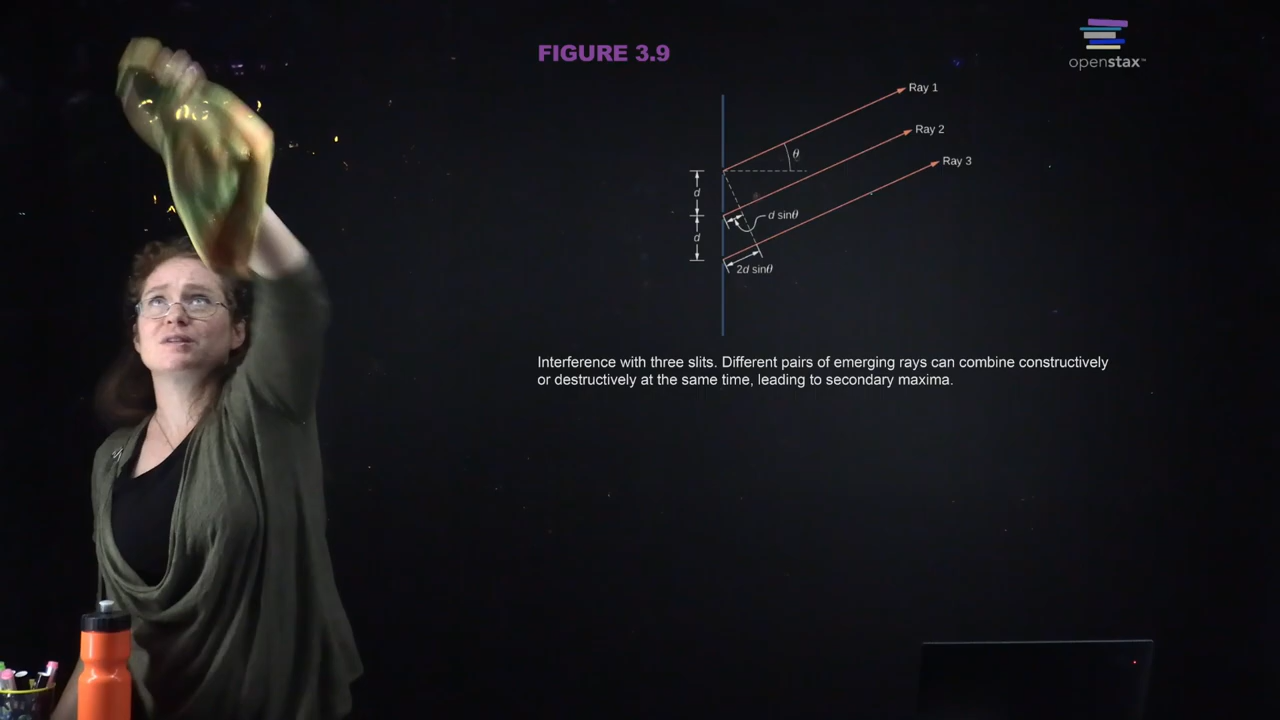 FIGURE 3.9
openstax™
Ray 1
θ
Ray 2
Ray 3
d
d sinθ
d
2d sinθ
Interference with three slits. Different pairs of emerging rays can combine constructively
or destructively at the same time, leading to secondary maxima.